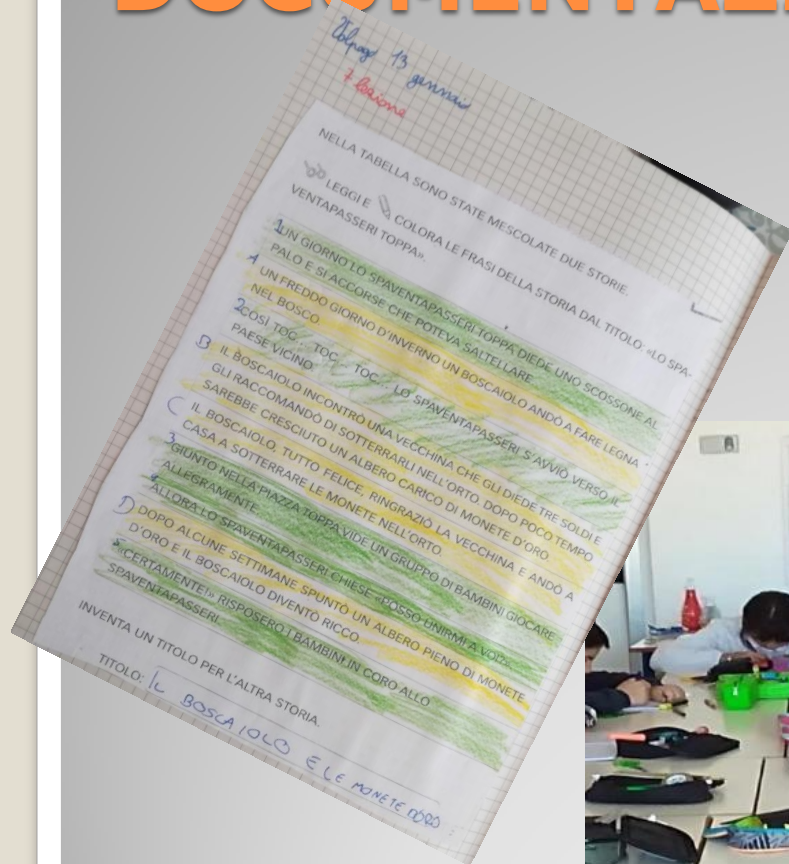 Volpago 13 gennaio
7 lezione
NELLA TABELLA SONO STATE MESCOLATE DUE STORIE.
LEGGILE COLORA LE FRASI DELLA STORIA DAL TITOLO: «LO SPA-
VENTAPASSERI TOPPA».
1 UN GIORNO LO SPAVENTAPASSERI TOPPA DIEDE UNO SCOSSONE AL
PALO E SI ACCORSE CHE POTEVA SALTELLARE
A UN FREDDO GIORNO D'INVERNO UN BOSCAIOLO ANDÒ A FARE LEGNA
NEL BOSCO
2 COSÌ TOC TOC TOC LO SPAVENTAPASSERI S'AVVIÒ VERSO IL
PAESE VICINO
B IL BOSCAIOLO INCONTRÒ UNA VECCHINA CHE GLI DIEDE TRE SOLDI E
GLI RACCOMANDÒ DI SOTTERRARLI NELL'ORTO. DOPO POCO TEMPO
SAREBBE CRESCIUTO UN ALBERO CARICO DI MONETE D'ORO
C IL BOSCAIOLO, TUTTO FELICE, RINGRAZIÒ LA VECCHINA E ANDÒ A
CASA A SOTTERRARE LE MONETE NELL'ORTO.
3 GIUNTO NELLA PIAZZA TOPPA VIDE UN GRUPPO DI BAMBINI GIOCARE
ALLEGRAMENTE.
4 ALLORA LO SPAVENTAPASSERI CHIESE «POSSO UNIRMI A VOI?».
D DOPO ALCUNE SETTIMANE SPUNTÒ UN ALBERO PIENO DI MONETE
D'ORO E IL BOSCAIOLO DIVENTÒ RICCO.
5 «CERTAMENTE!» RISPOSERO I BAMBINI IN CORO ALLO
SPAVENTAPASSERI.
INVENTA UN TITOLO PER L'ALTRA STORIA.
TITOLO: IL BOSCAIOLO E LE MONETE D'ORO